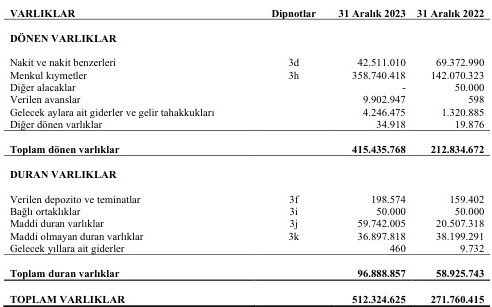 VARLIKLAR Dipnotlar 31 Aralık 2023 31 Aralık 2022
DÖNEN VARLIKLAR
Nakit ve nakit benzerleri 3d 42.511.010 69.372.990
Menkul kıymetler 3h 358.740.418 142.070.323
Diğer alacaklar - 50.000
Verilen avanslar 9.902.947 598
Gelecek aylara ait giderler ve gelir tahakkukları 4.246.475 1.320.885
Diğer dönen varlıklar 34.918 19.876
Toplam dönen varlıklar 415.435.768 212.834.672
DURAN VARLIKLAR
Verilen depozito ve teminatlar 3f 198.574 159.402
Bağlı ortaklıklar 3i 50.000 50.000
Maddi duran varlıklar 3j 59.742.005 20.507.318
Maddi olmayan duran varlıklar 3k 36.897.818 38.199.291
Gelecek yıllara ait giderler 460 9.732
Toplam duran varlıklar 96.888.857 58.925.743
TOPLAM VARLIKLAR 512.324.625 271.760.415